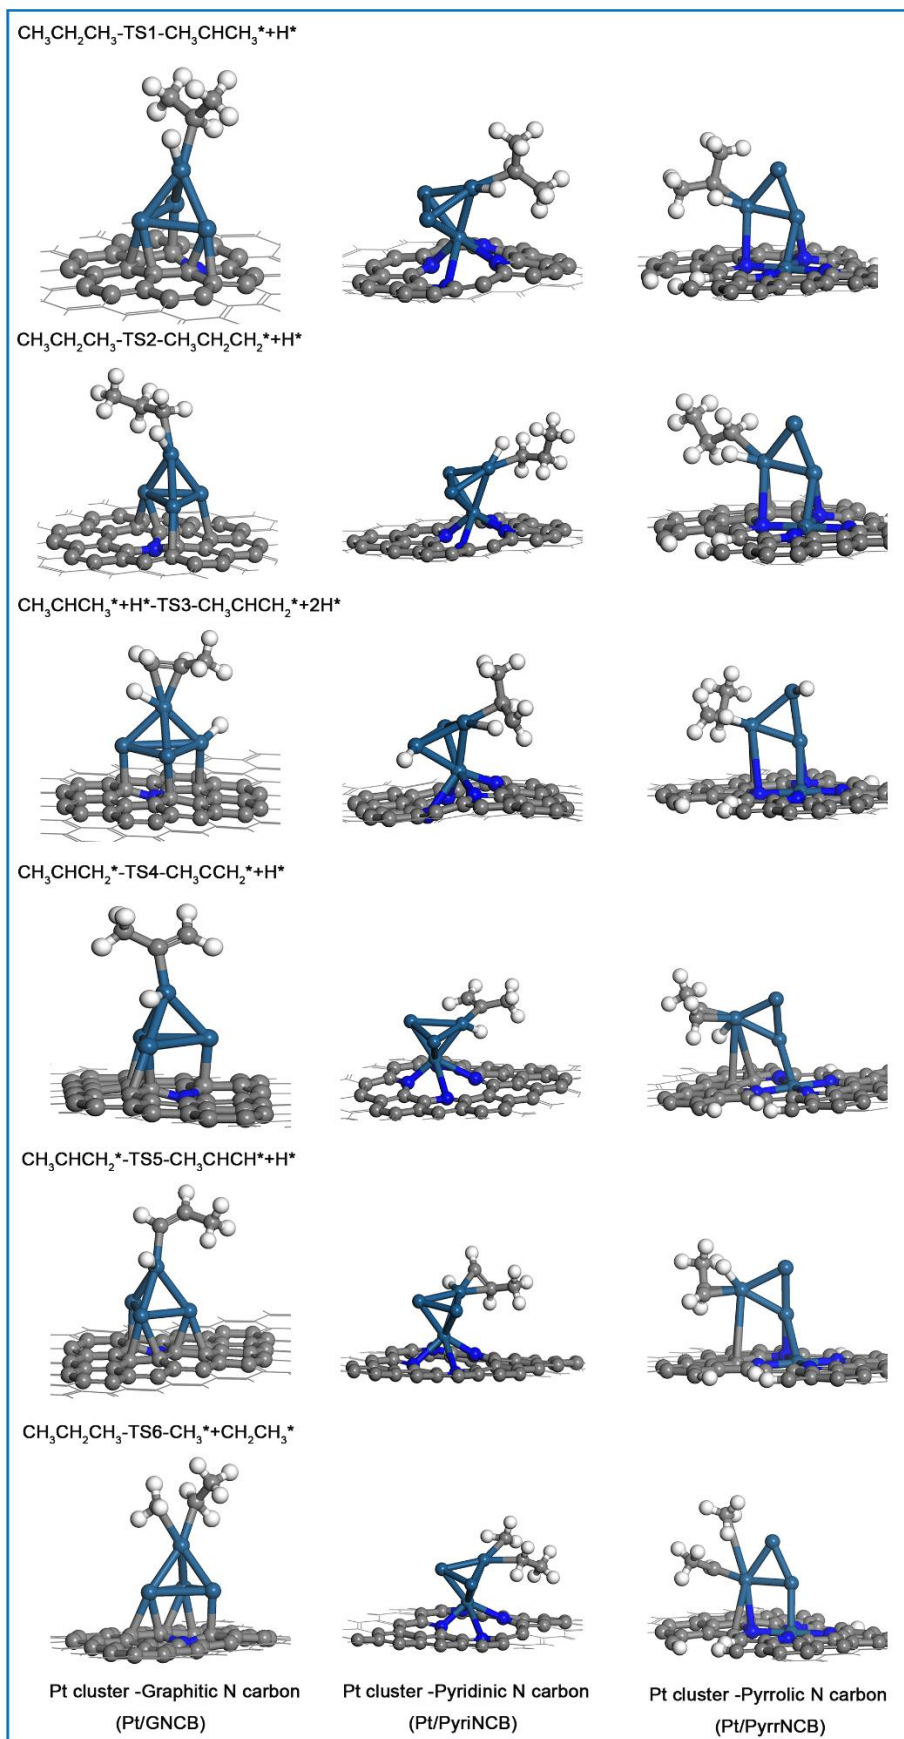 CH₃CH₂CH₃-TS1-CH₃CHCH₃*+H*
CH₃CH₂CH₃-TS2-CH₃CH₂CH₂*+H*
CH₃CHCH₃*+H*-TS3-CH₃CHCH₂*+2H*
CH₃CHCH₂*-TS4-CH₃CCH₂*+H*
CH₃CHCH₂*-TS5-CH₃CHCH*+H*
CH₃CH₂CH₃-TS6-CH₃*+CH₂CH₃*
Pt cluster -Graphitic N carbon
(Pt/GNCB)
Pt cluster -Pyridinic N carbon
(Pt/PyriNCB)
Pt cluster -Pyrrolic N carbon
(Pt/PyrrNCB)